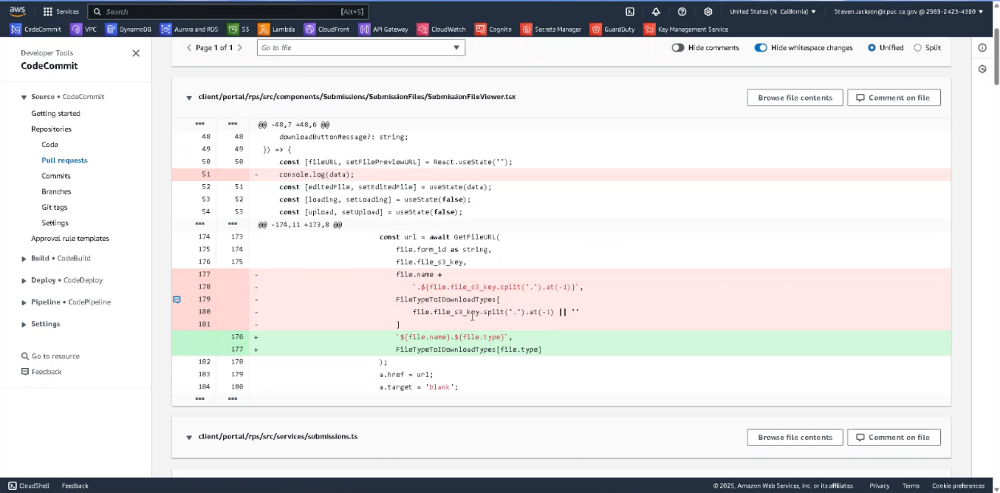 aws Services Search [Alt+S] United States (N. California) ▼ Steven.Jackson@cpuc.ca.gov @ 2969-2423-4380 ▼
CodeCommit VPC DynamoDB Aurora and RDS S3 Lambda CloudFront API Gateway CloudWatch Cognito Secrets Manager GuardDuty Key Management Service
Developer Tools
CodeCommit
Source • CodeCommit
Getting started
Repositories
Code
Pull requests
Commits
Branches
Git tags
Settings
Approval rule templates
Build • CodeBuild
Deploy • CodeDeploy
Pipeline • CodePipeline
Settings
Go to resource
Feedback
Page 1 of 1 Go to file Hide comments Hide whitespace changes Unified Split
client/portal/rps/src/components/Submissions/SubmissionFiles/SubmissionFileViewer.tsx Browse file contents Comment on file
@@ -48,7 +48,6 @@
48 48 downloadButtonMessage?: string;
49 49 }) => {
50 50 const [fileURL, setFilePreviewURL] = React.useState('');
51 - console.log(data);
52 51 const [editedFile, setEditedFile] = useState(data);
53 52 const [loading, setLoading] = useState(false);
54 53 const [upload, setUpload] = useState(false);
@@ -174,11 +173,8 @@
174 173 const url = await GetFileURL(
175 174 file.form_id as string,
176 175 file.file_s3_key,
177 - file.name +
178 - `.${file.file_s3_key.split('.').at(-1)}`,
179 - FileTypeToIDownloadTypes[
180 - file.file_s3_key.split('.').at(-1) || ''
181 - ]
176 + `${file.name}.${file.type}`,
177 + FileTypeToIDownloadTypes[file.type]
182 178 );
183 179 a.href = url;
184 180 a.target = 'blank';
client/portal/rps/src/services/submissions.ts Browse file contents Comment on file
CloudShell Feedback © 2025, Amazon Web Services, Inc. or its affiliates. Privacy Terms Cookie preferences